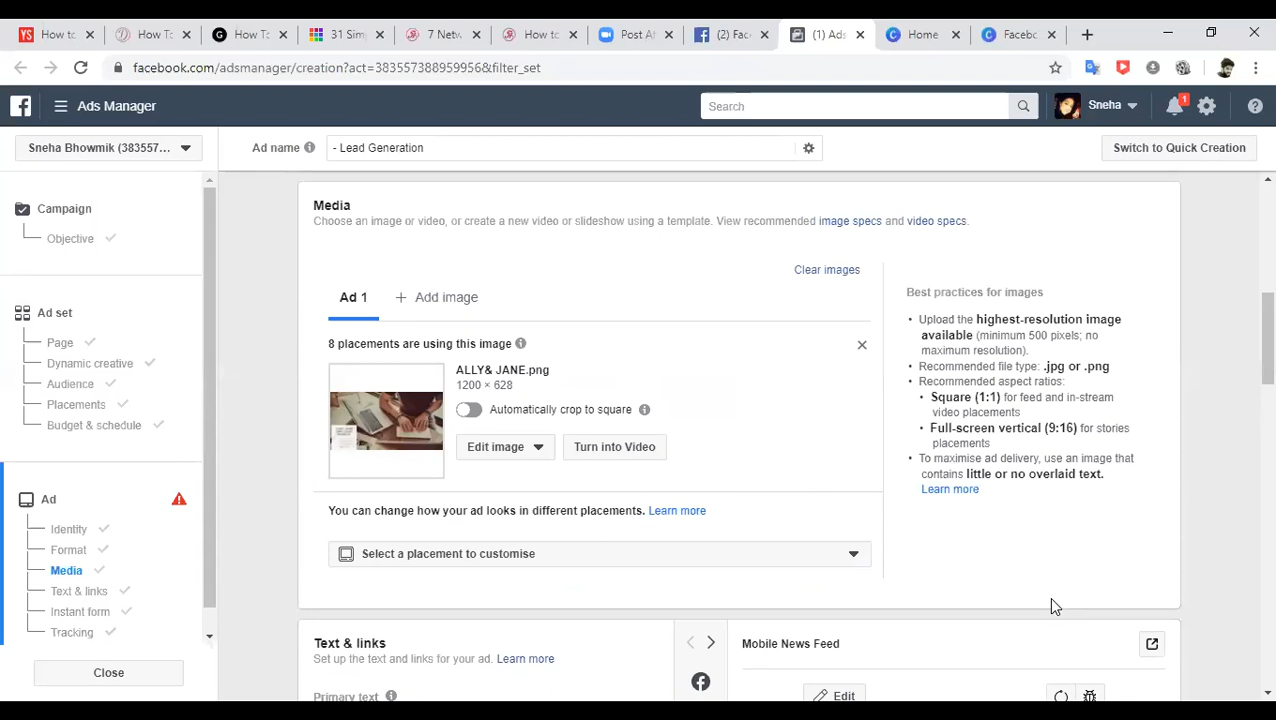 How to
How To
How To
31 Sim
7 Netw
How to
Post A
(2) Fac
(1) Ads
Home
Faceb
facebook.com/adsmanager/creation?act=383557388959956&filter_set
Ads Manager
Search
Sneha
1
Sneha Bhowmik (383557...
Ad name
- Lead Generation
Switch to Quick Creation
Campaign
Objective
Ad set
Page
Dynamic creative
Audience
Placements
Budget & schedule
Ad
Identity
Format
Media
Text & links
Instant form
Tracking
Close
Media
Choose an image or video, or create a new video or slideshow using a template. View recommended image specs and video specs.
Clear images
Ad 1
Add image
8 placements are using this image
ALLY& JANE.png
1200 × 628
Automatically crop to square
Edit image
Turn into Video
You can change how your ad looks in different placements. Learn more
Select a placement to customise
Best practices for images
• Upload the highest-resolution image
available (minimum 500 pixels; no
maximum resolution).
• Recommended file type: .jpg or .png
• Recommended aspect ratios:
• Square (1:1) for feed and in-stream
video placements
• Full-screen vertical (9:16) for stories
placements
• To maximise ad delivery, use an image that
contains little or no overlaid text.
Learn more
Text & links
Set up the text and links for your ad. Learn more
Primary text
Mobile News Feed
Edit